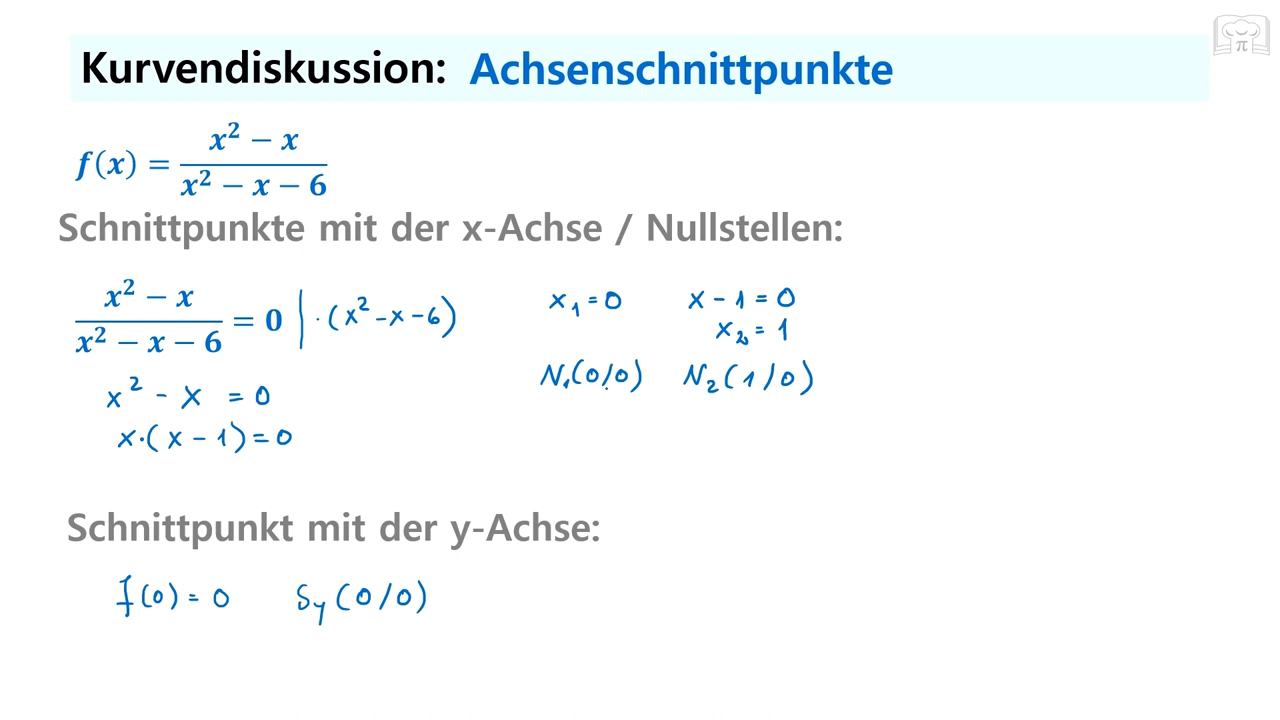 Kurvendiskussion: Achsenschnittpunkte
π
f(x) = (x² − x)/(x² − x − 6)
Schnittpunkte mit der x-Achse / Nullstellen:
(x² − x)/(x² − x − 6) = 0 | · (x² − x − 6)
x² − x = 0
x · (x − 1) = 0
x₁ = 0
x − 1 = 0
x₂ = 1
N₁(0/0)
N₂(1/0)
Schnittpunkt mit der y-Achse:
f(0) = 0
Sy(0/0)